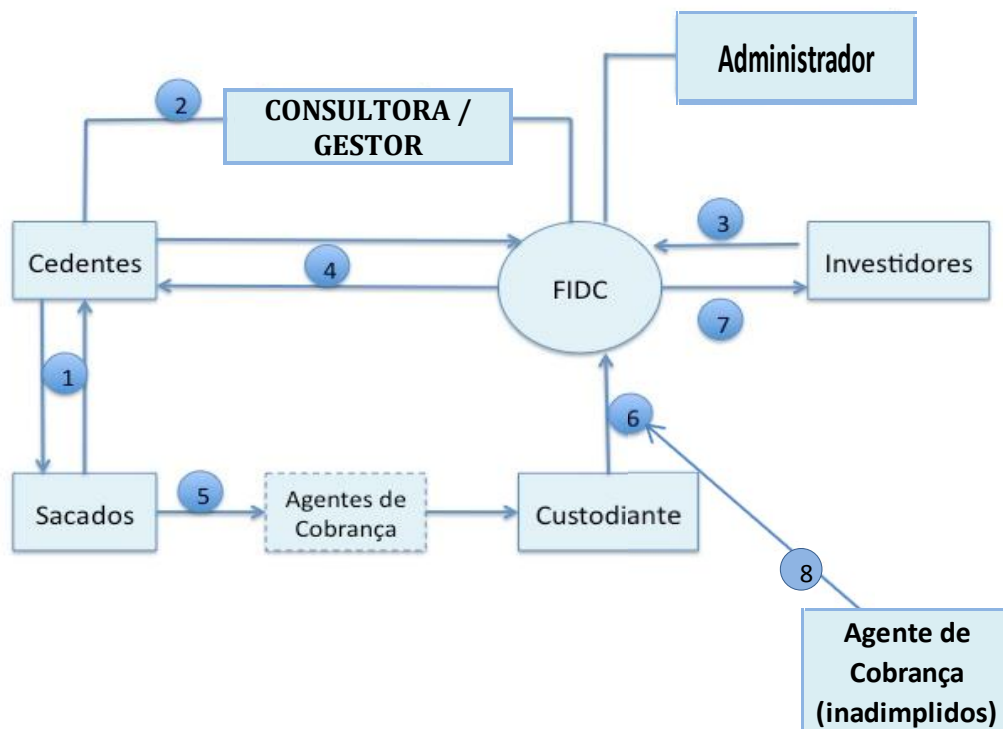 Administrador
2
CONSULTORA /
GESTOR
3
Cedentes
4
FIDC
Investidores
7
1
6
Sacados
5
Agentes de
Cobrança
Custodiante
8
Agente de
Cobrança
(inadimplidos)